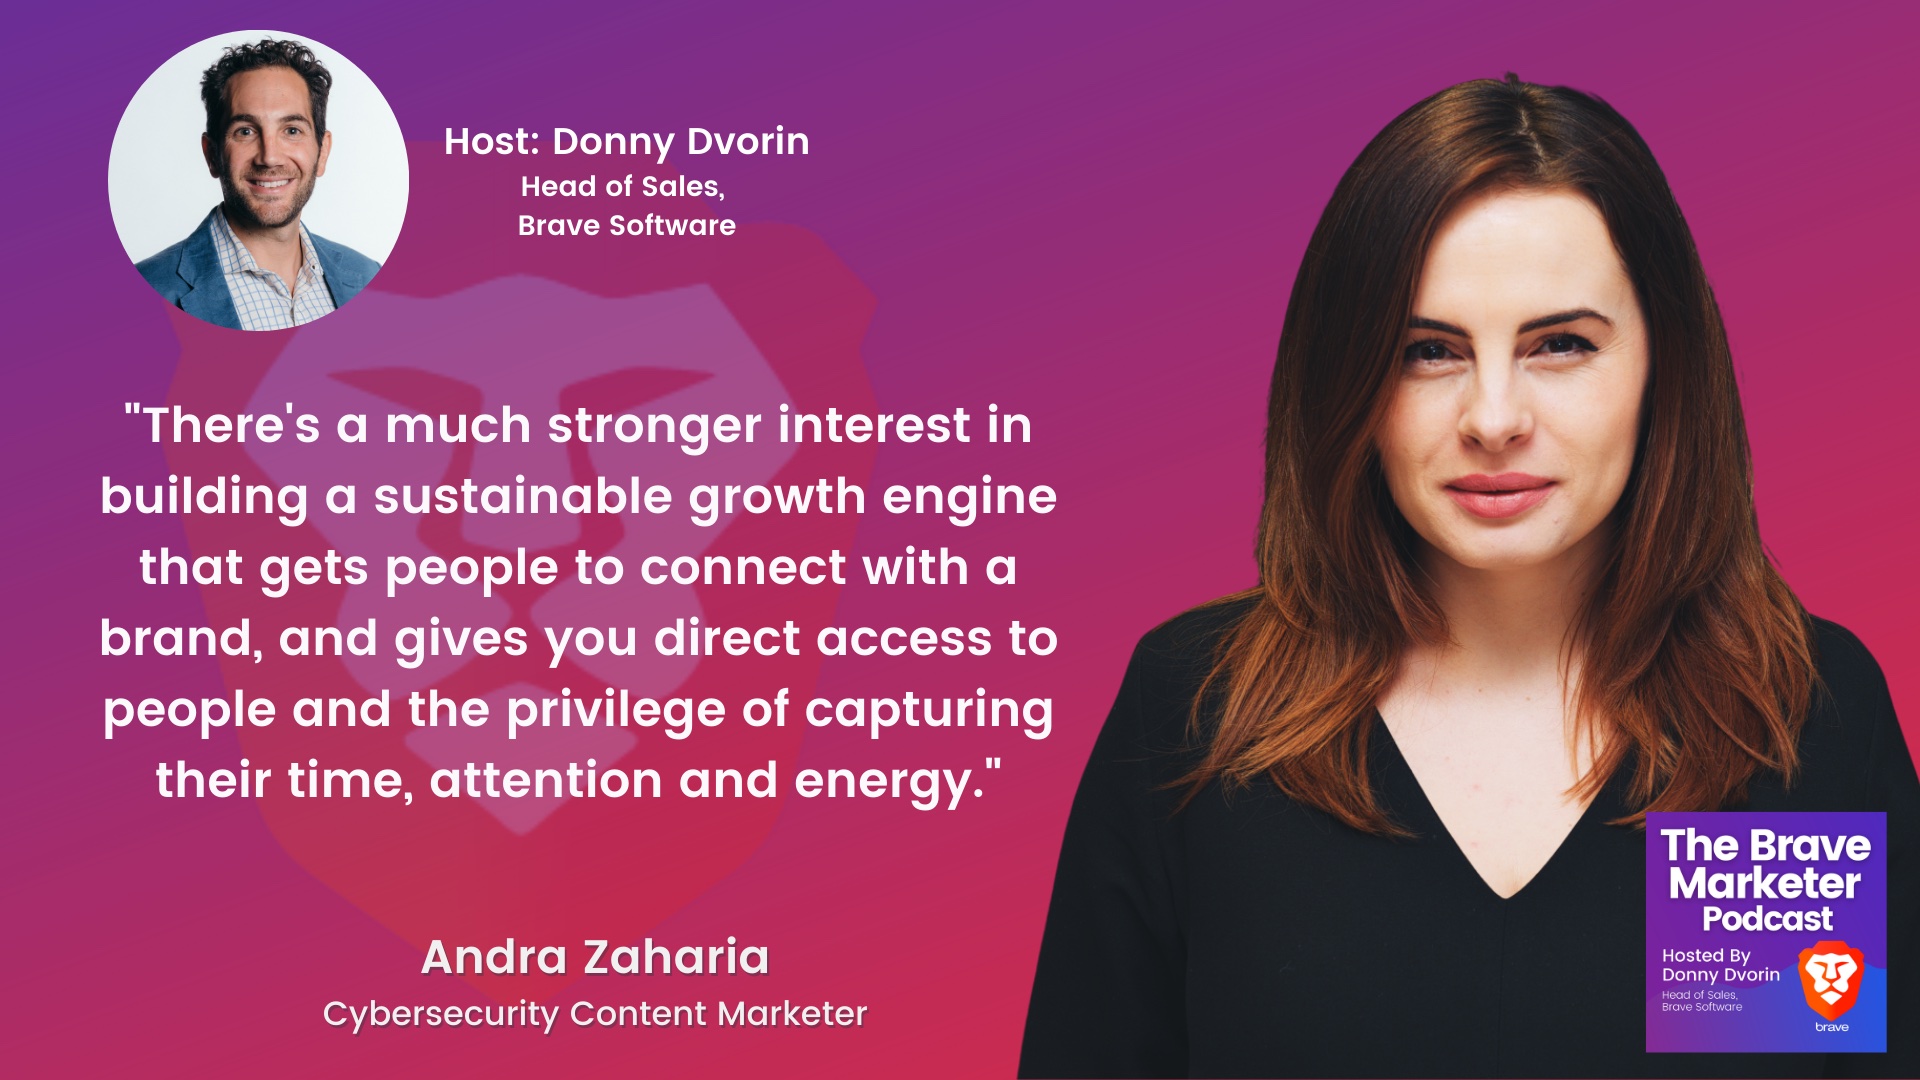 Host: Donny Dvorin
Head of Sales,
Brave Software
"There's a much stronger interest in
building a sustainable growth engine
that gets people to connect with a
brand, and gives you direct access to
people and the privilege of capturing
their time, attention and energy."
Andra Zaharia
Cybersecurity Content Marketer
The Brave
Marketer
Podcast
Hosted By
Donny Dvorin
Head of Sales,
Brave Software
brave